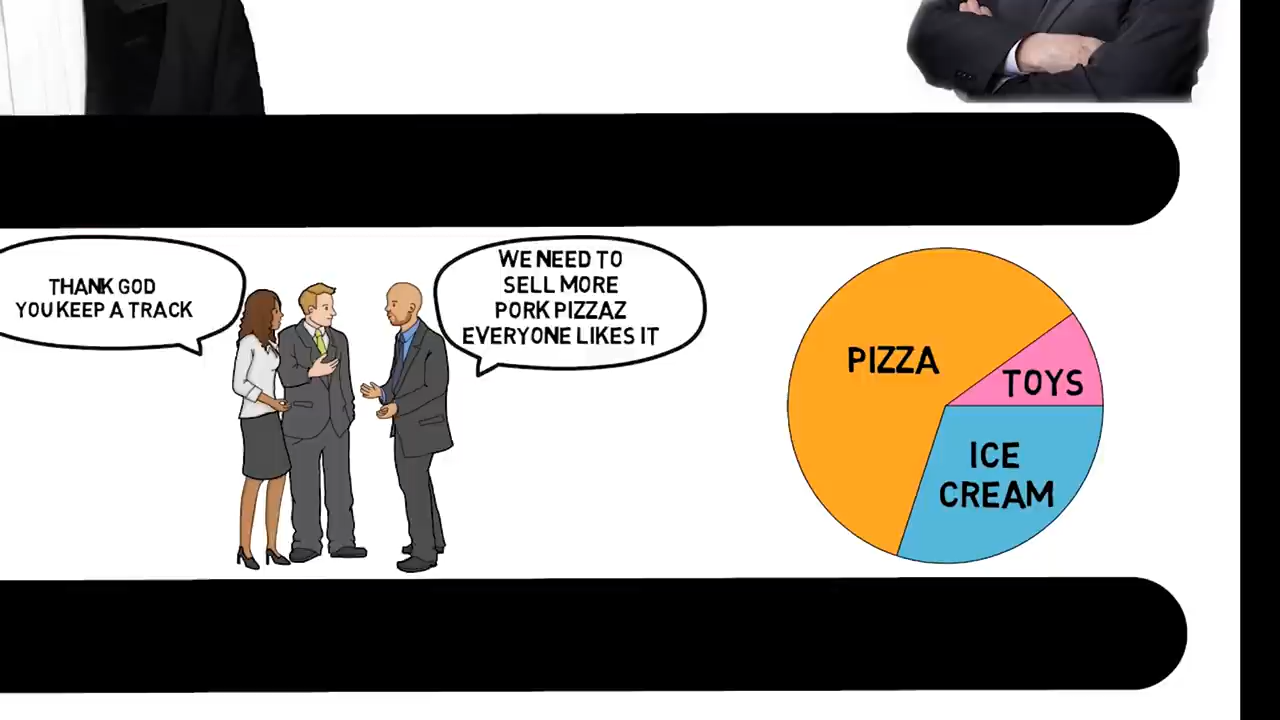 THANK GOD
YOU KEEP A TRACK
WE NEED TO
SELL MORE
PORK PIZZAZ
EVERYONE LIKES IT
PIZZA
TOYS
ICE
CREAM